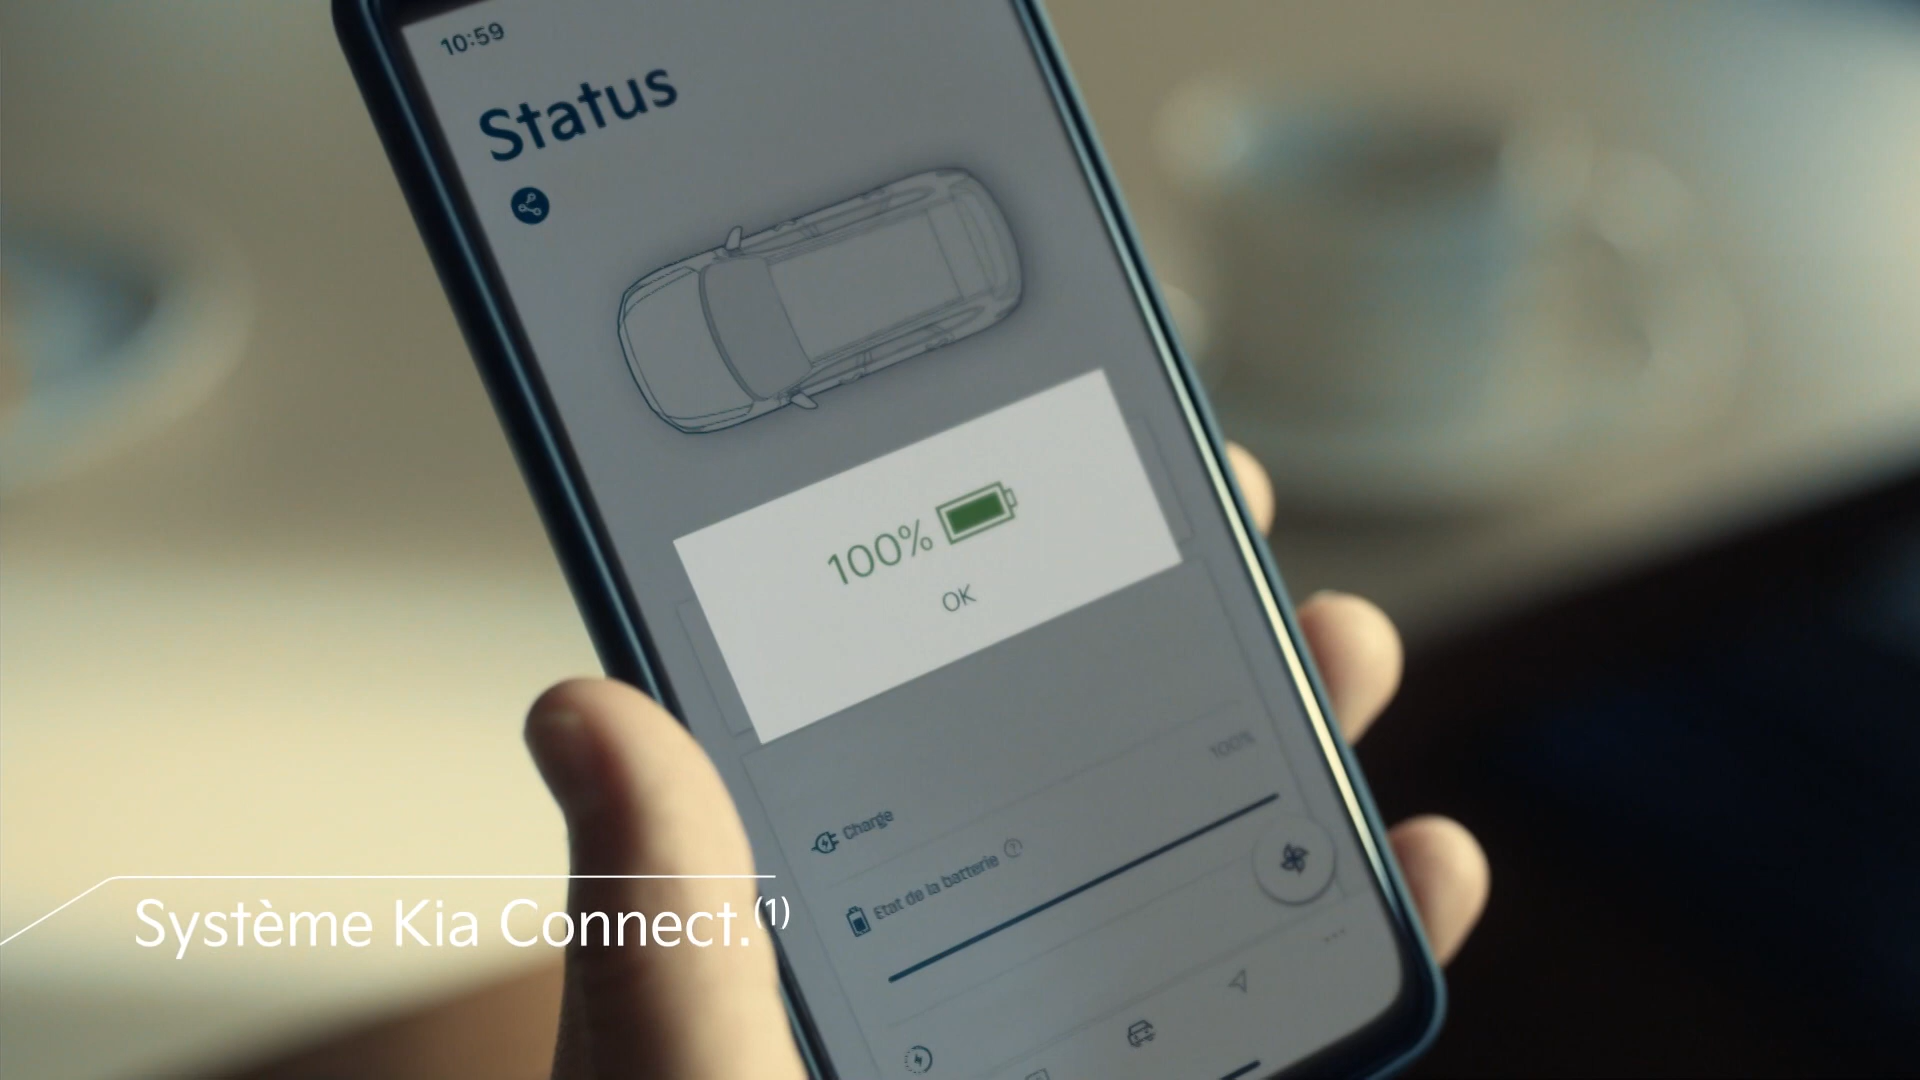 10:59
Status
100%
OK
100%
Charge
Etat de la batterie ?
Système Kia Connect.(1)